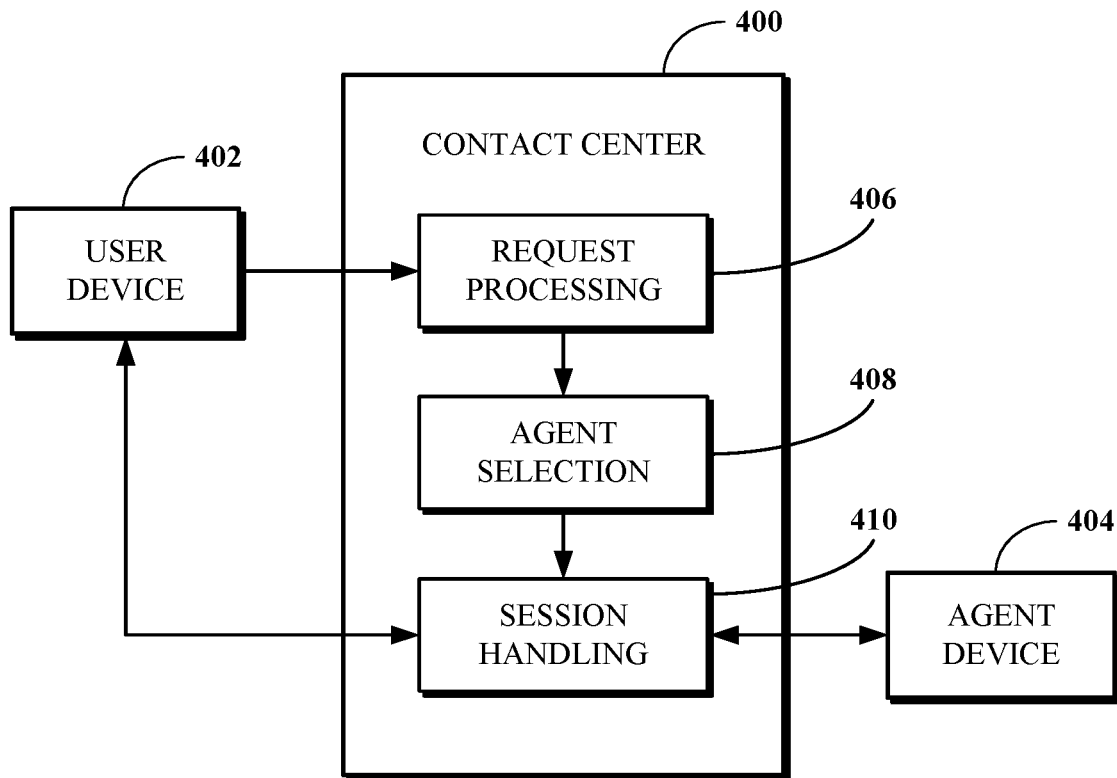 400
CONTACT CENTER
402
USER
DEVICE
406
REQUEST
PROCESSING
408
AGENT
SELECTION
410
SESSION
HANDLING
404
AGENT
DEVICE